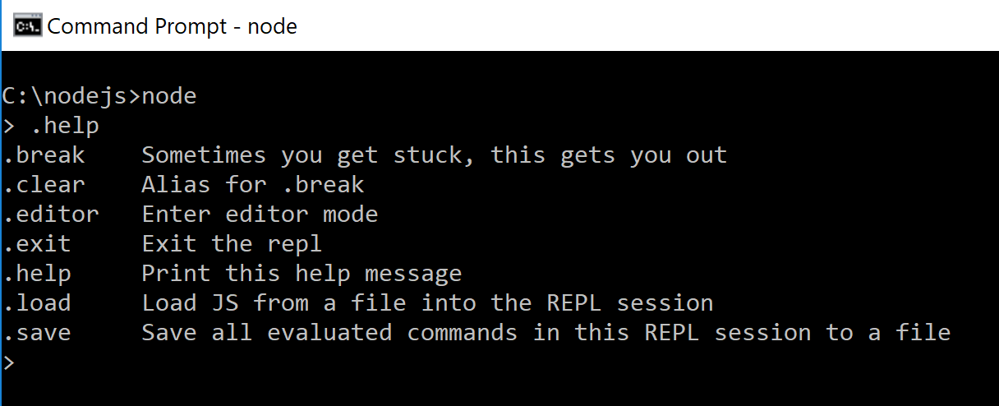 Command Prompt - node
C:\nodejs>node
> .help
.break    Sometimes you get stuck, this gets you out
.clear    Alias for .break
.editor   Enter editor mode
.exit     Exit the repl
.help     Print this help message
.load     Load JS from a file into the REPL session
.save     Save all evaluated commands in this REPL session to a file
>